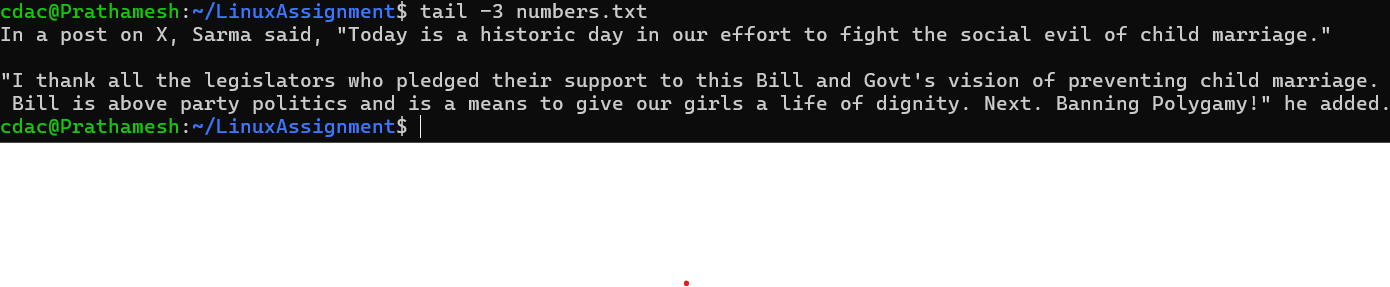 cdac@Prathamesh:~/LinuxAssignment$ tail -3 numbers.txt
In a post on X, Sarma said, "Today is a historic day in our effort to fight the social evil of child marriage."
"I thank all the legislators who pledged their support to this Bill and Govt's vision of preventing child marriage.
Bill is above party politics and is a means to give our girls a life of dignity. Next. Banning Polygamy!" he added.
cdac@Prathamesh:~/LinuxAssignment$